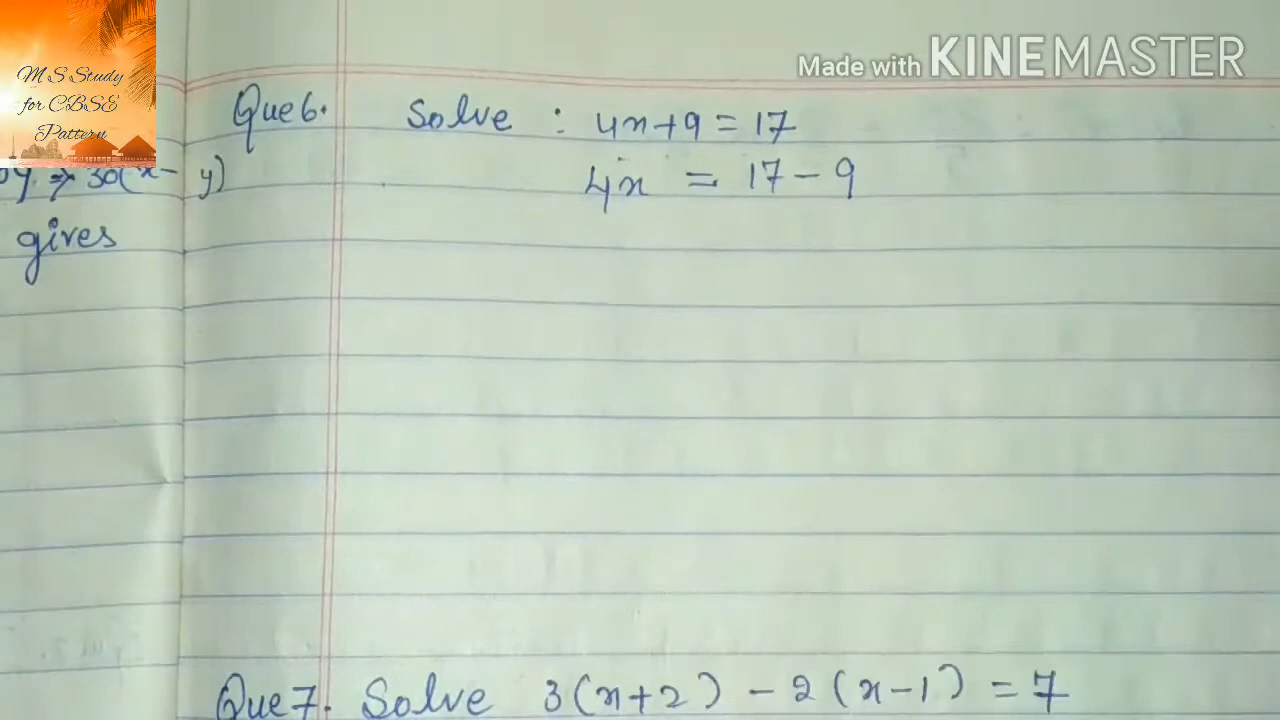 Made with KINEMASTER
M S Study
for CBSE
Pattern
Que 6. Solve : 4x+9=17
4x = 17-9
y ⇒ 30(x- y)
gives
Que 7. Solve 3(x+2) -2(x-1) = 7